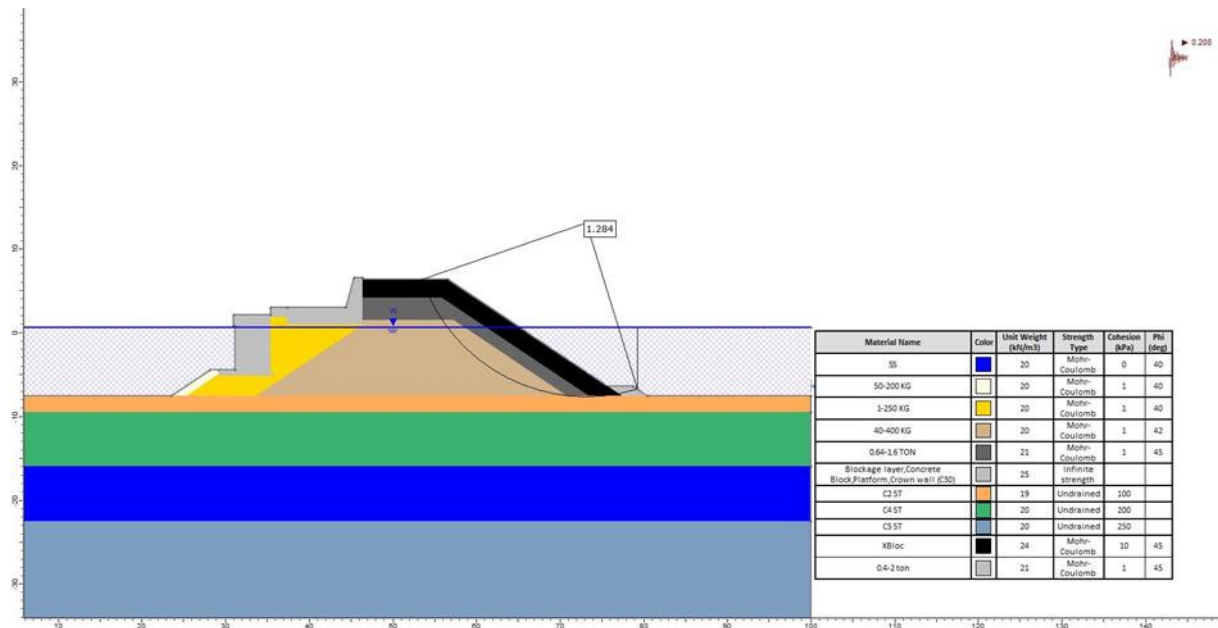 0.208
1.284
W
30
20
10
0
-10
-20
-30
10 20 30 40 50 60 70 80 90 100 110 120 130 140
Material Name Color Unit Weight (kN/m3) Strength Type Cohesion (kPa) Phi (deg)
S5 20 Mohr-Coulomb 0 40
50-200 KG 20 Mohr-Coulomb 1 40
1-250 KG 20 Mohr-Coulomb 1 40
40-400 KG 20 Mohr-Coulomb 1 42
0.64-1.6 TON 21 Mohr-Coulomb 1 45
Blockage layer,Concrete Block,Platform,Crown wall (C30) 25 Infinite strength
C2 ST 19 Undrained 100
C4 ST 20 Undrained 200
C5 ST 20 Undrained 250
XBloc 24 Mohr-Coulomb 10 45
0.4-2 ton 21 Mohr-Coulomb 1 45